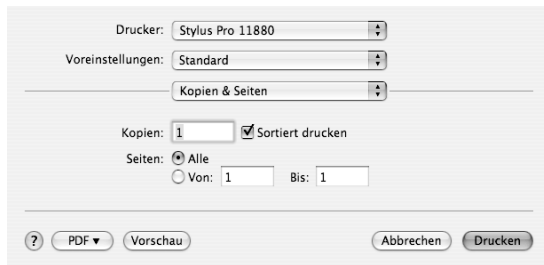 Drucker: Stylus Pro 11880
Voreinstellungen: Standard
Kopien & Seiten
Kopien: 1 Sortiert drucken
Seiten: Alle
Von: 1 Bis: 1
? PDF ▼ Vorschau Abbrechen Drucken